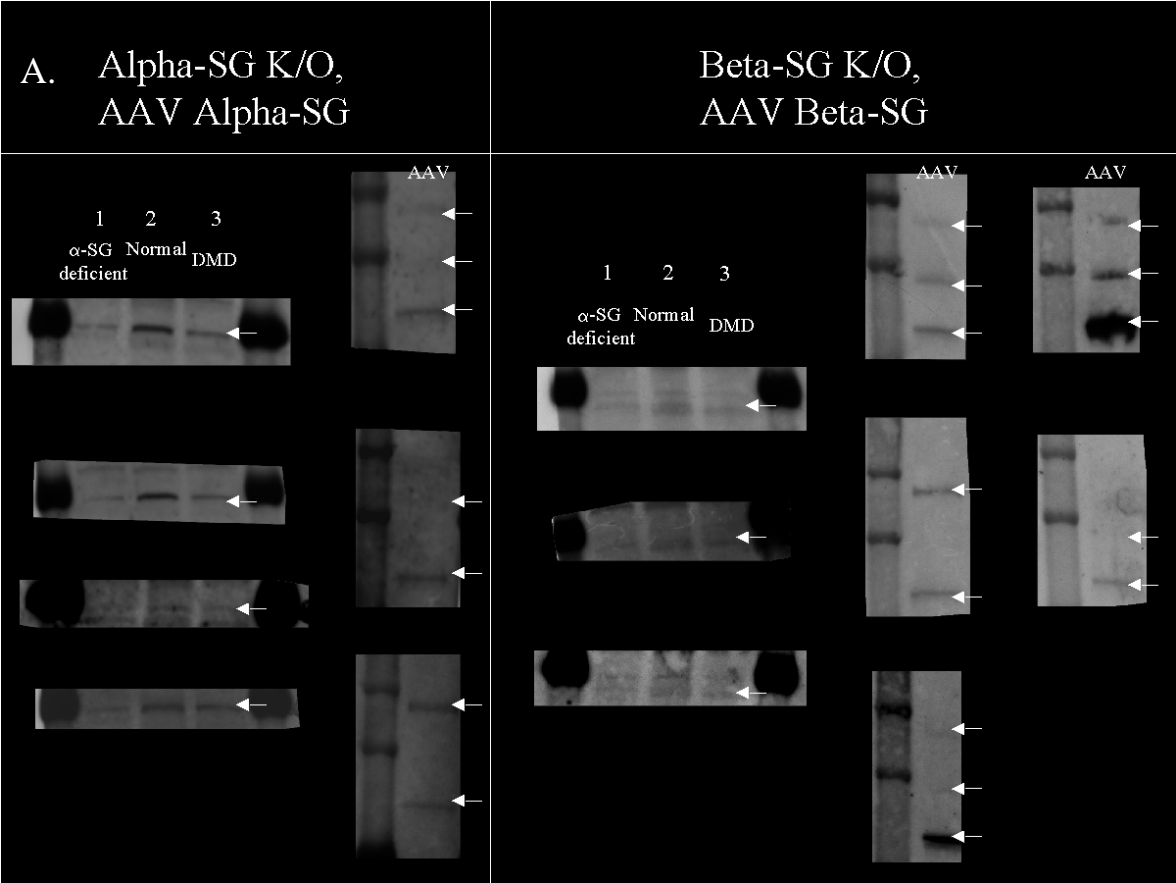 A.
Alpha-SG K/O,
AAV Alpha-SG
Beta-SG K/O,
AAV Beta-SG
AAV
1 2 3
α-SG
deficient
Normal
DMD
AAV
AAV
1 2 3
α-SG
deficient
Normal
DMD